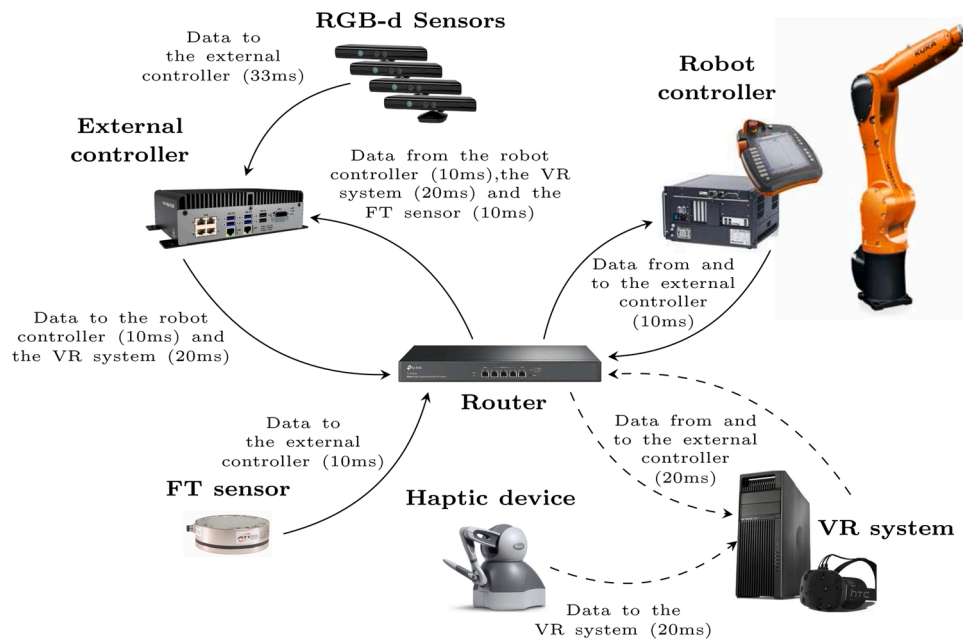 RGB-d Sensors
Data to
the external
controller (33ms)
Robot
controller
KUKA
External
controller
Data from the robot
controller (10ms),the VR
system (20ms) and the
FT sensor (10ms)
Data from and
to the external
controller
(10ms)
Data to the robot
controller (10ms) and
the VR system (20ms)
Router
Data to
the external
controller (10ms)
Data from and
to the external
controller
(20ms)
FT sensor
Haptic device
VR system
ATI
hTC
Data to the
VR system (20ms)